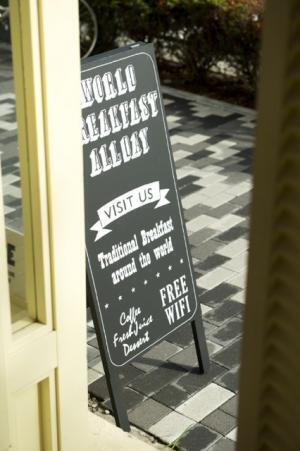 WORLD
BREAKFAST
ALLDAY
VISIT US
Traditional Breakfast
around the world
Coffee
Fresh Juice
Dessert
FREE
WIFI